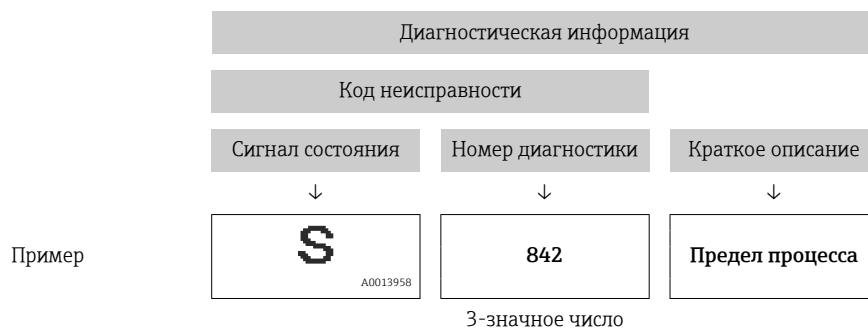 Диагностическая информация
Код неисправности
Сигнал состояния Номер диагностики Краткое описание
↓ ↓ ↓
Пример S 842 Предел процесса
A0013958
3-значное число